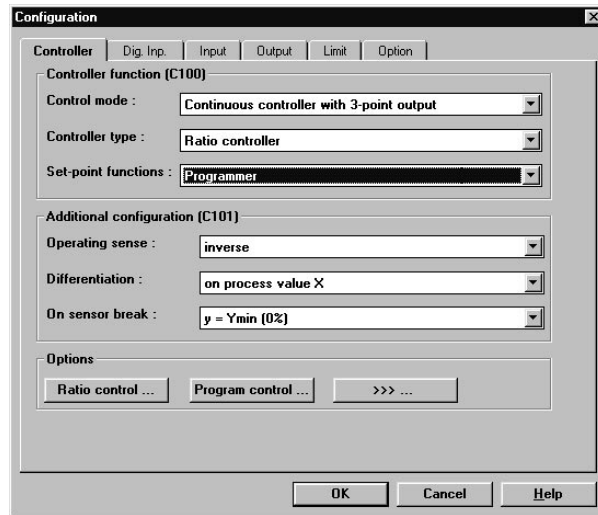 Configuration
Controller Dig. Inp. Input Output Limit Option
Controller function (C100)
Control mode : Continuous controller with 3-point output
Controller type : Ratio controller
Set-point functions : Programmer
Additional configuration (C101)
Operating sense : inverse
Differentiation : on process value X
On sensor break : y = Ymin (0%)
Options
Ratio control ... Program control ... >>> ...
OK Cancel Help